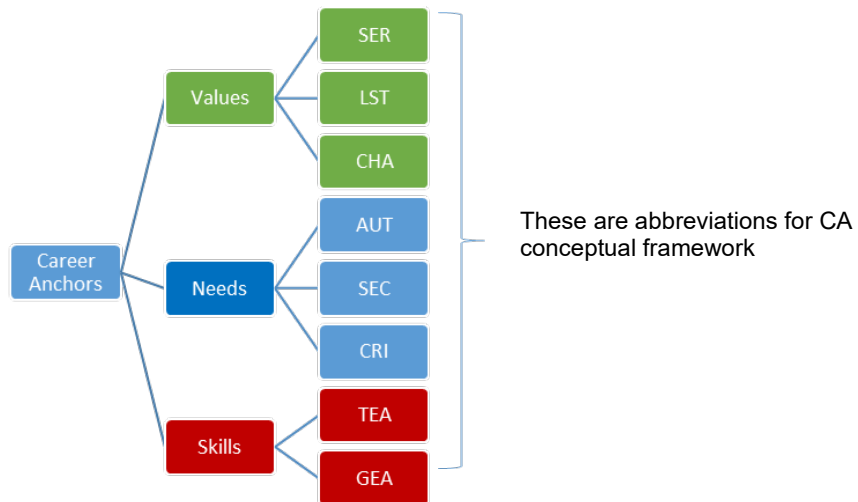 SER
Values
LST
CHA
These are abbreviations for CA
conceptual framework
AUT
Career
Anchors
Needs
SEC
CRI
TEA
Skills
GEA